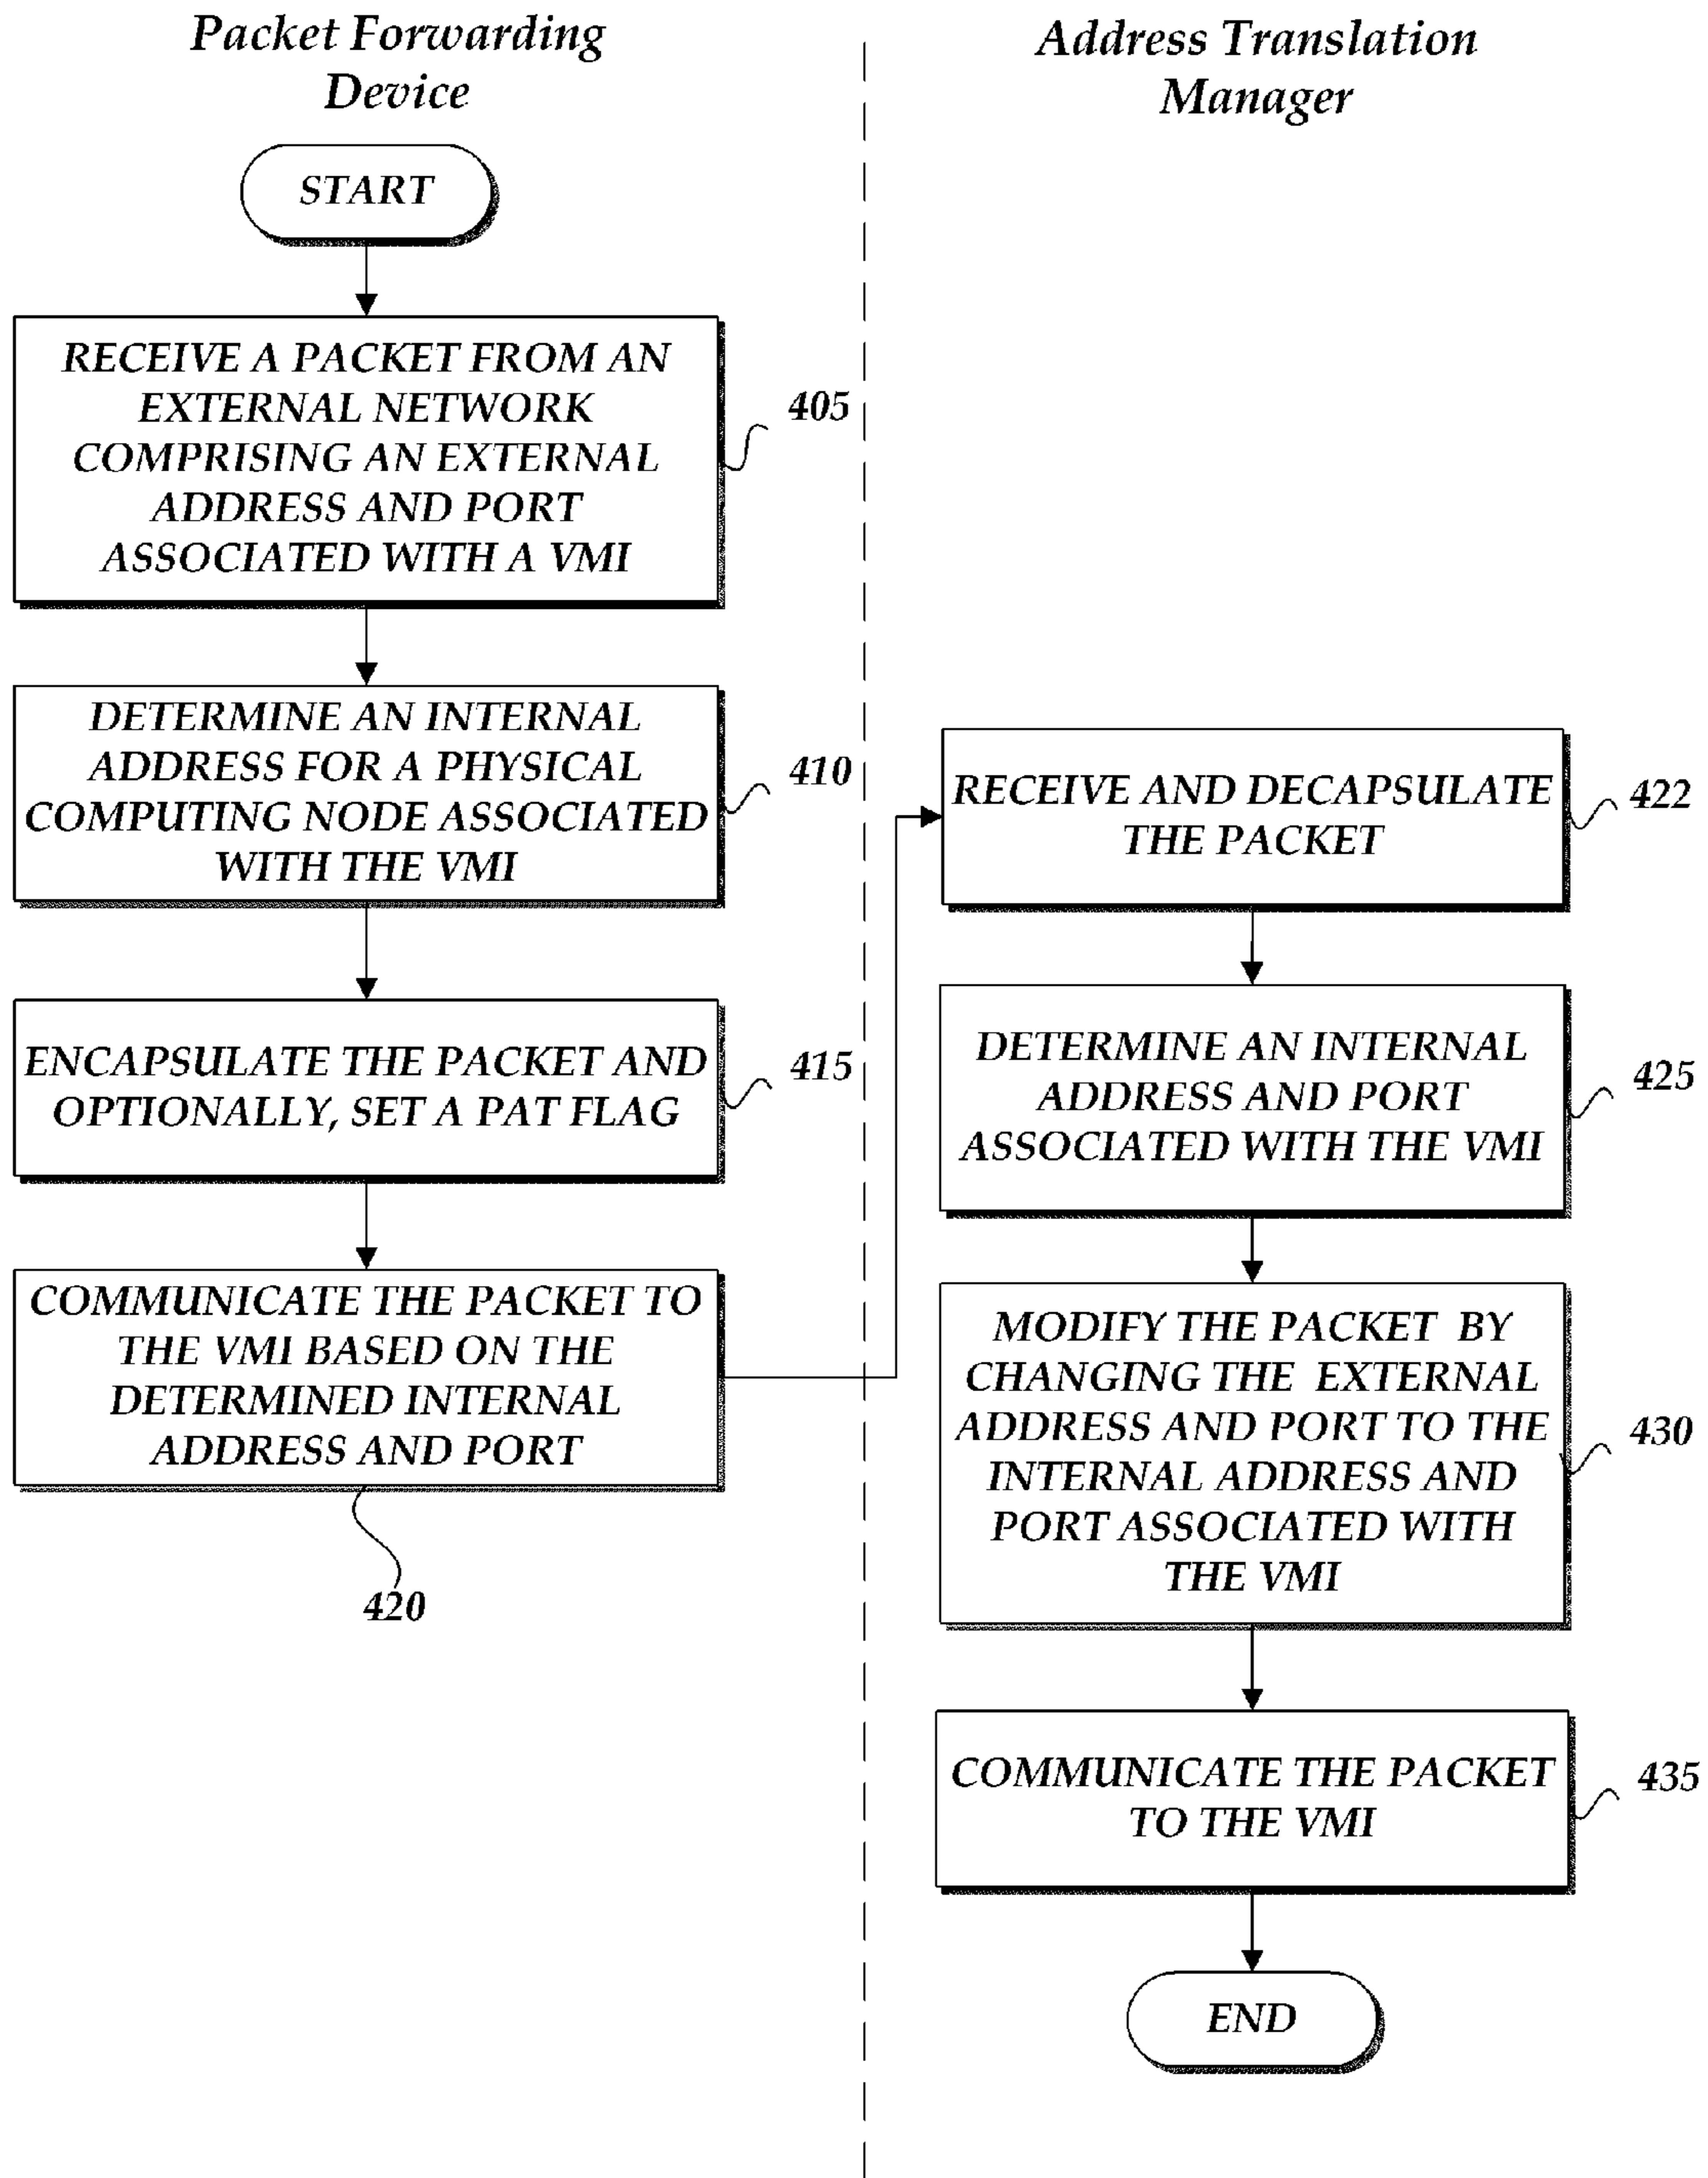 Packet Forwarding
Device
START
RECEIVE A PACKET FROM AN
EXTERNAL NETWORK
COMPRISING AN EXTERNAL
ADDRESS AND PORT
ASSOCIATED WITH A VMI
405
DETERMINE AN INTERNAL
ADDRESS FOR A PHYSICAL
COMPUTING NODE ASSOCIATED
WITH THE VMI
410
ENCAPSULATE THE PACKET AND
OPTIONALLY, SET A PAT FLAG
415
COMMUNICATE THE PACKET TO
THE VMI BASED ON THE
DETERMINED INTERNAL
ADDRESS AND PORT
420
Address Translation
Manager
RECEIVE AND DECAPSULATE
THE PACKET
422
DETERMINE AN INTERNAL
ADDRESS AND PORT
ASSOCIATED WITH THE VMI
425
MODIFY THE PACKET BY
CHANGING THE EXTERNAL
ADDRESS AND PORT TO THE
INTERNAL ADDRESS AND
PORT ASSOCIATED WITH
THE VMI
430
COMMUNICATE THE PACKET
TO THE VMI
435
END